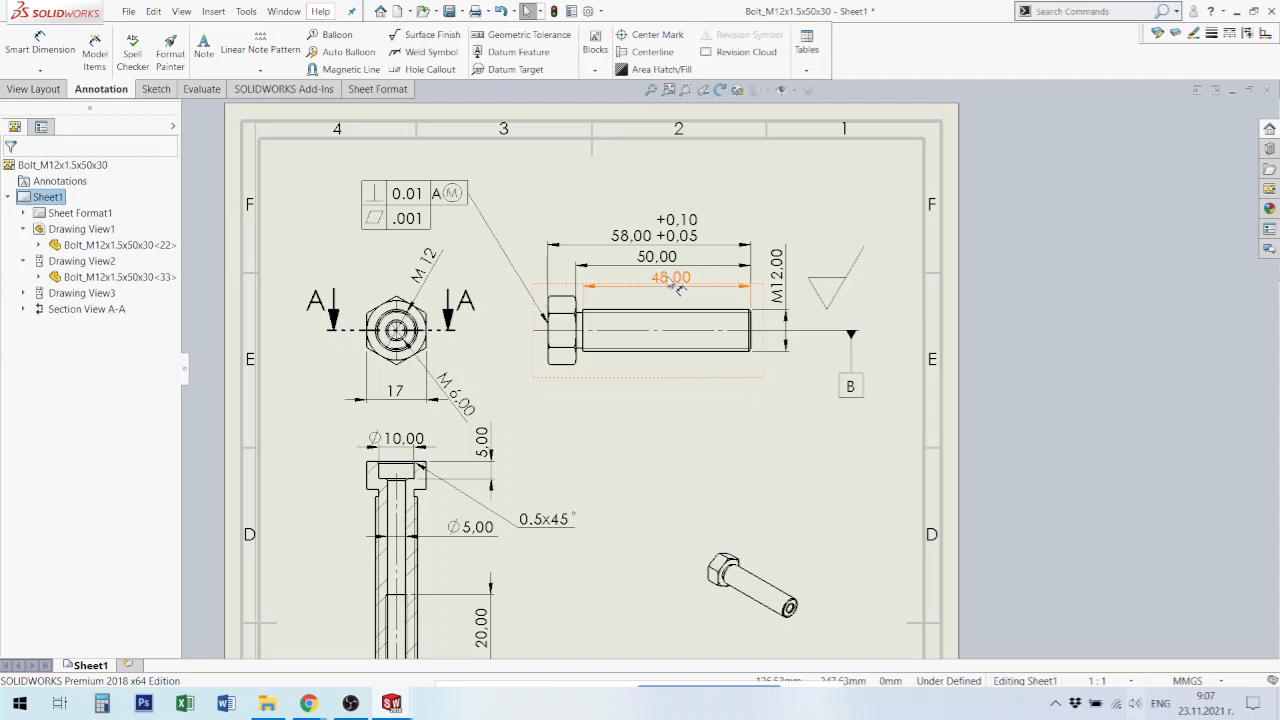 SOLIDWORKS
File Edit View Insert Tools Window Help
Bolt_M12x1.5x50x30 - Sheet1 *
Search Commands
Smart Dimension
Model Items
Spell Checker
Format Painter
Note
Linear Note Pattern
Balloon
Auto Balloon
Magnetic Line
Surface Finish
Weld Symbol
Hole Callout
Geometric Tolerance
Datum Feature
Datum Target
Blocks
Center Mark
Centerline
Area Hatch/Fill
Revision Symbol
Revision Cloud
Tables
View Layout Annotation Sketch Evaluate SOLIDWORKS Add-Ins Sheet Format
Bolt_M12x1.5x50x30
Annotations
Sheet1
Sheet Format1
Drawing View1
Bolt_M12x1.5x50x30<22>
Drawing View2
Bolt_M12x1.5x50x30<33>
Drawing View3
Section View A-A
4 3 2 1
F F
0.01 A Ⓜ
.001
+0,10
58,00 +0,05
50,00
48,00
M12,00
M 12
A A
E E
B
17
M 6,00
∅ 10,00
5,00
0.5x45°
∅ 5,00
D D
20,00
Sheet1
SOLIDWORKS Premium 2018 x64 Edition
126.53mm 247.63mm 0mm Under Defined Editing Sheet1 1 : 1 MMGS
ENG
9:07
23.11.2021 г.